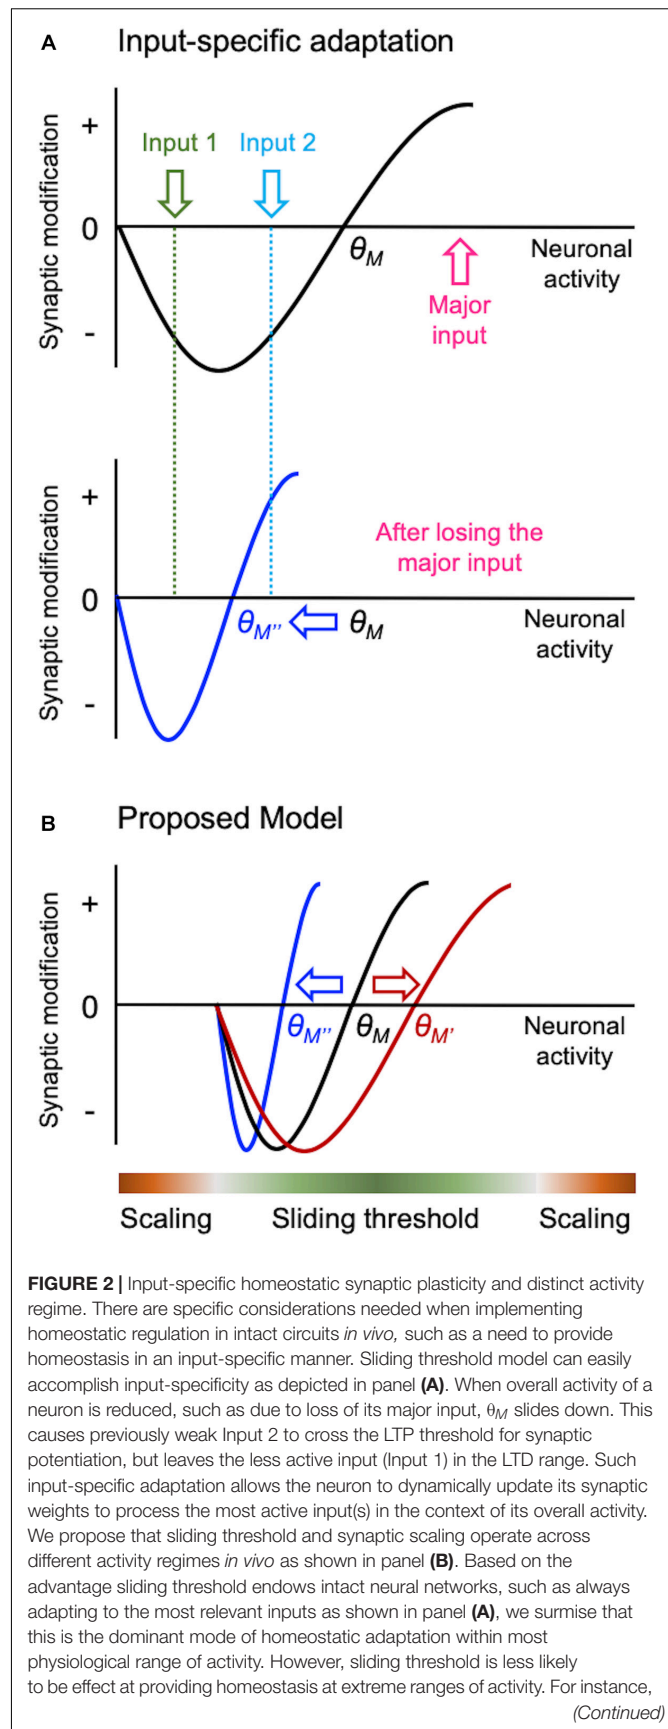 A Input-specific adaptation
Synaptic modification
+
0
-
Input 1 Input 2
θM
Neuronal
activity
Major
input
Synaptic modification
+
0
-
After losing the
major input
θM'' θM
Neuronal
activity
B Proposed Model
Synaptic modification
+
0
-
θM'' θM θM'
Neuronal
activity
Scaling Sliding threshold Scaling
FIGURE 2 | Input-specific homeostatic synaptic plasticity and distinct activity
regime. There are specific considerations needed when implementing
homeostatic regulation in intact circuits in vivo, such as a need to provide
homeostasis in an input-specific manner. Sliding threshold model can easily
accomplish input-specificity as depicted in panel (A). When overall activity of a
neuron is reduced, such as due to loss of its major input, θM slides down. This
causes previously weak Input 2 to cross the LTP threshold for synaptic
potentiation, but leaves the less active input (Input 1) in the LTD range. Such
input-specific adaptation allows the neuron to dynamically update its synaptic
weights to process the most active input(s) in the context of its overall activity.
We propose that sliding threshold and synaptic scaling operate across
different activity regimes in vivo as shown in panel (B). Based on the
advantage sliding threshold endows intact neural networks, such as always
adapting to the most relevant inputs as shown in panel (A), we surmise that
this is the dominant mode of homeostatic adaptation within most
physiological range of activity. However, sliding threshold is less likely
to be effect at providing homeostasis at extreme ranges of activity. For instance,
(Continued)